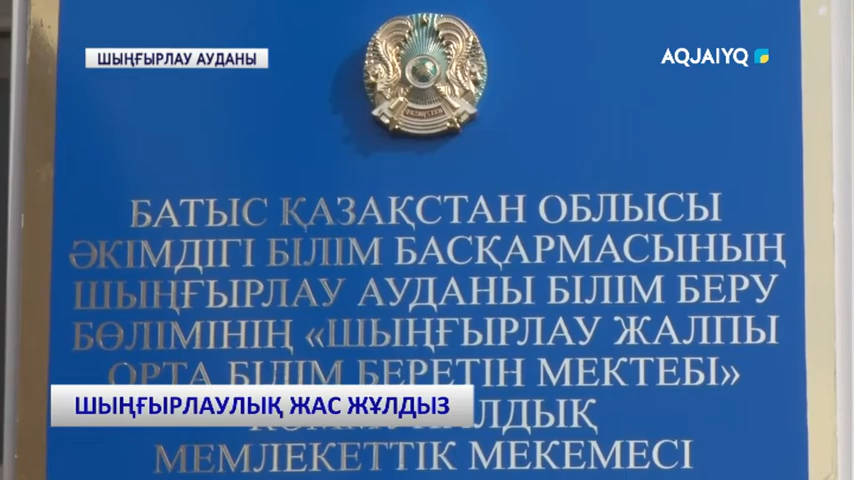 ШЫҢҒЫРЛАУ АУДАНЫ
AQJAIYQ
БАТЫС ҚАЗАҚСТАН ОБЛЫСЫ
ӘКІМДІГІ БІЛІМ БАСҚАРМАСЫНЫҢ
ШЫҢҒЫРЛАУ АУДАНЫ БІЛІМ БЕРУ
БӨЛІМІНІҢ «ШЫҢҒЫРЛАУ ЖАЛПЫ
ОРТА БІЛІМ БЕРЕТІН МЕКТЕБІ»
ШЫҢҒЫРЛАУЛЫҚ ЖАС ЖҰЛДЫЗ
МЕМЛЕКЕТТІК МЕКЕМЕСІ